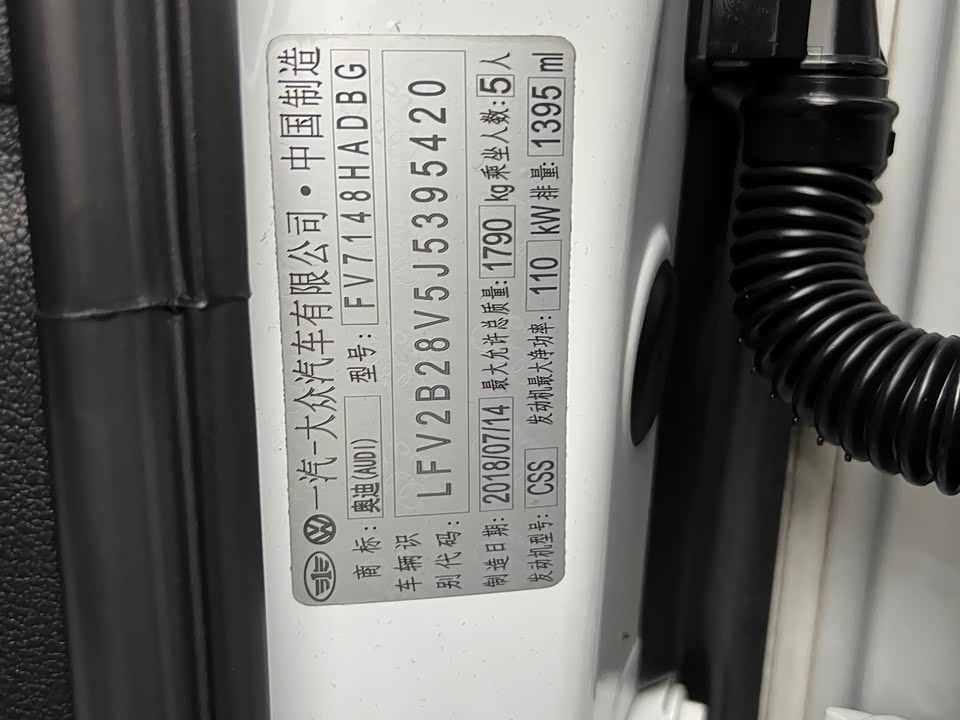 一汽-大众汽车有限公司·中国制造
商标: 奥迪(AUDI) 型号: FV7148HADBG
车辆识别代码: LFV2B28V5J5395420
制造日期: 2018/07/14 最大允许总质量: 1790 kg 乘坐人数: 5 人
发动机型号: CSS 发动机最大净功率: 110 kW 排量: 1395 ml